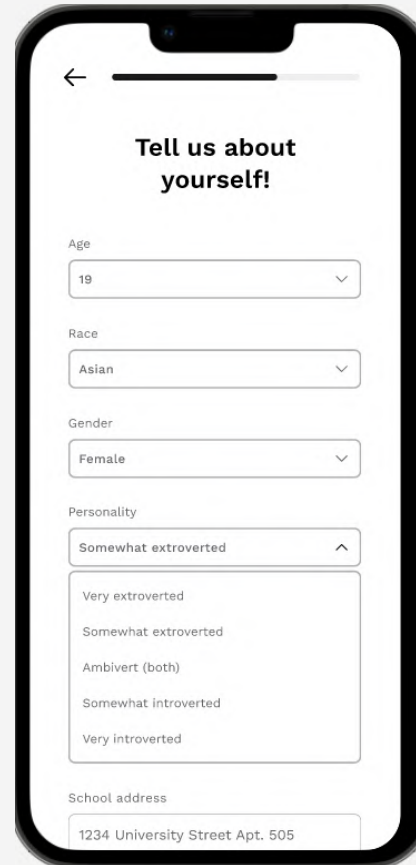 Tell us about
yourself!
Age
19
Race
Asian
Gender
Female
Personality
Somewhat extroverted
Very extroverted
Somewhat extroverted
Ambivert (both)
Somewhat introverted
Very introverted
School address
1234 University Street Apt. 505